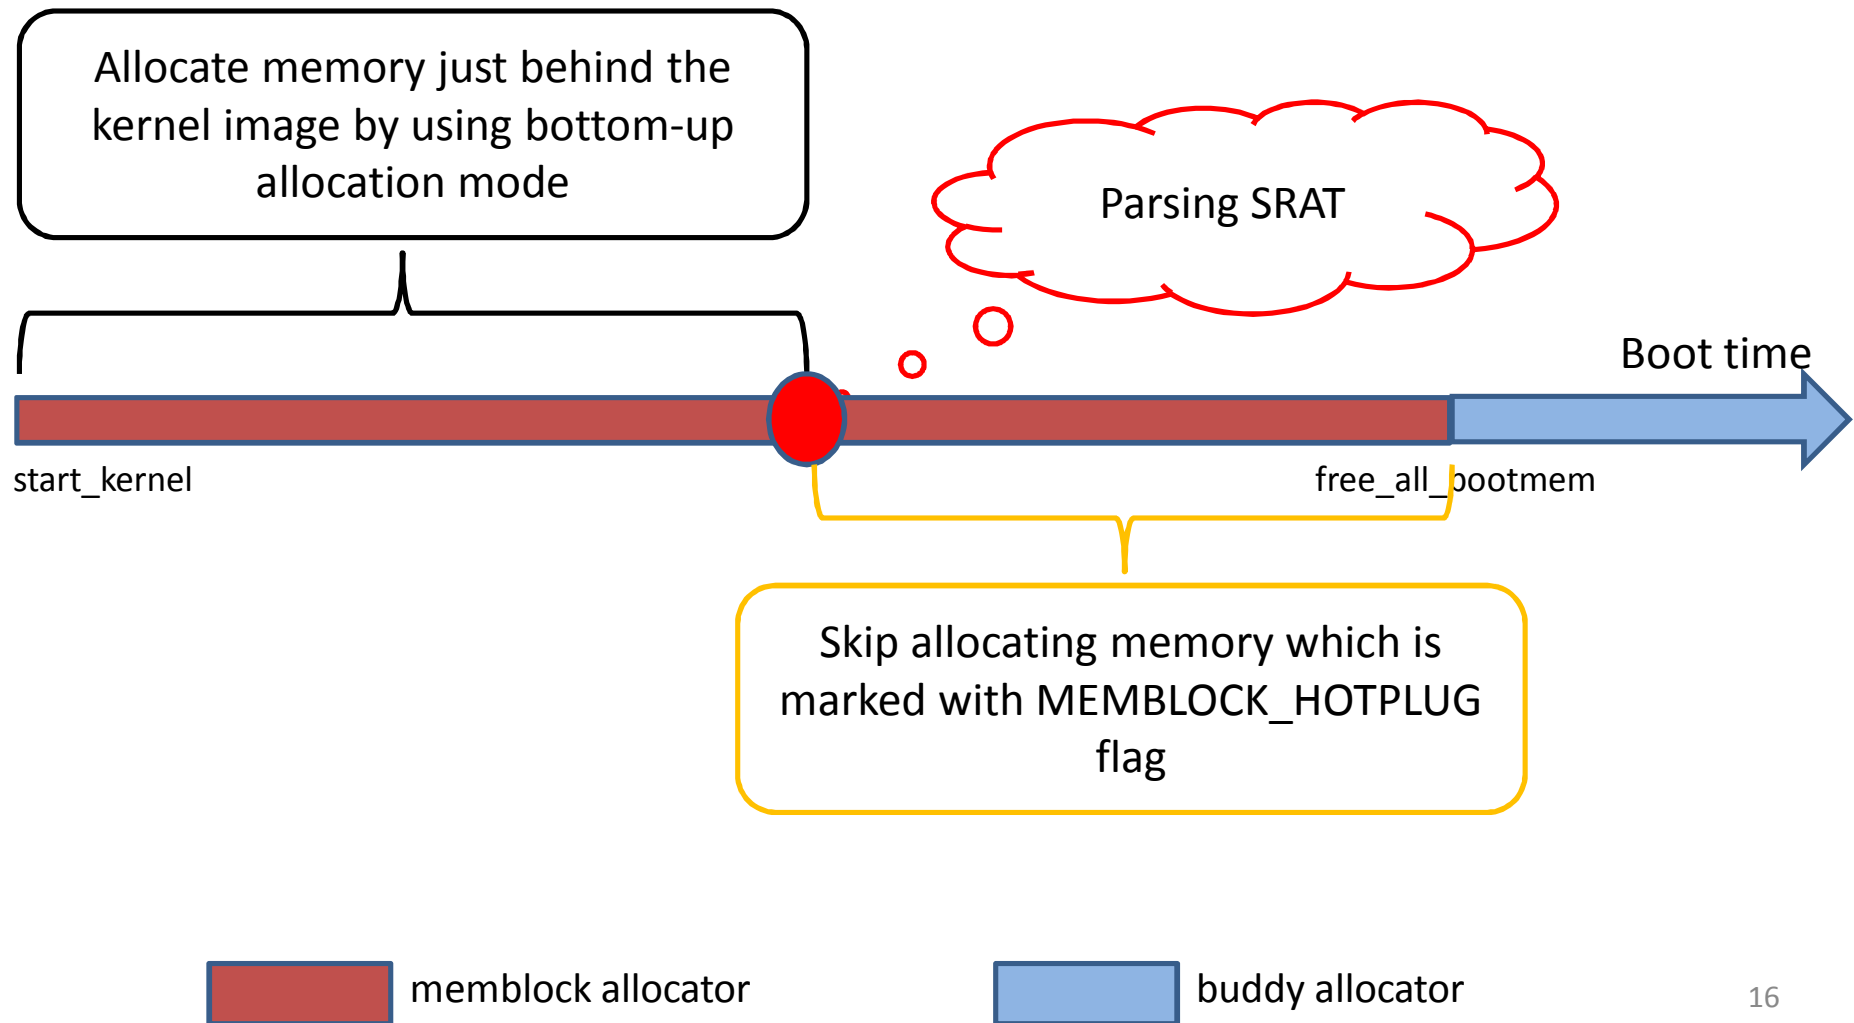 Allocate memory just behind the
kernel image by using bottom-up
allocation mode
Parsing SRAT
Boot time
start_kernel
free_all_bootmem
Skip allocating memory which is
marked with MEMBLOCK_HOTPLUG
flag
memblock allocator
buddy allocator
16